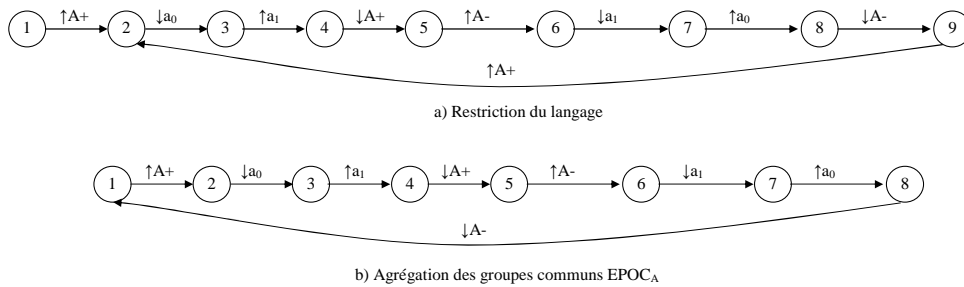 ↑A+ ↓a₀ ↑a₁ ↓A+ ↑A- ↓a₁ ↑a₀ ↓A-
1 2 3 4 5 6 7 8 9
↑A+
a) Restriction du langage
↑A+ ↓a₀ ↑a₁ ↓A+ ↑A- ↓a₁ ↑a₀
1 2 3 4 5 6 7 8
↓A-
b) Agrégation des groupes communs EPOC_A